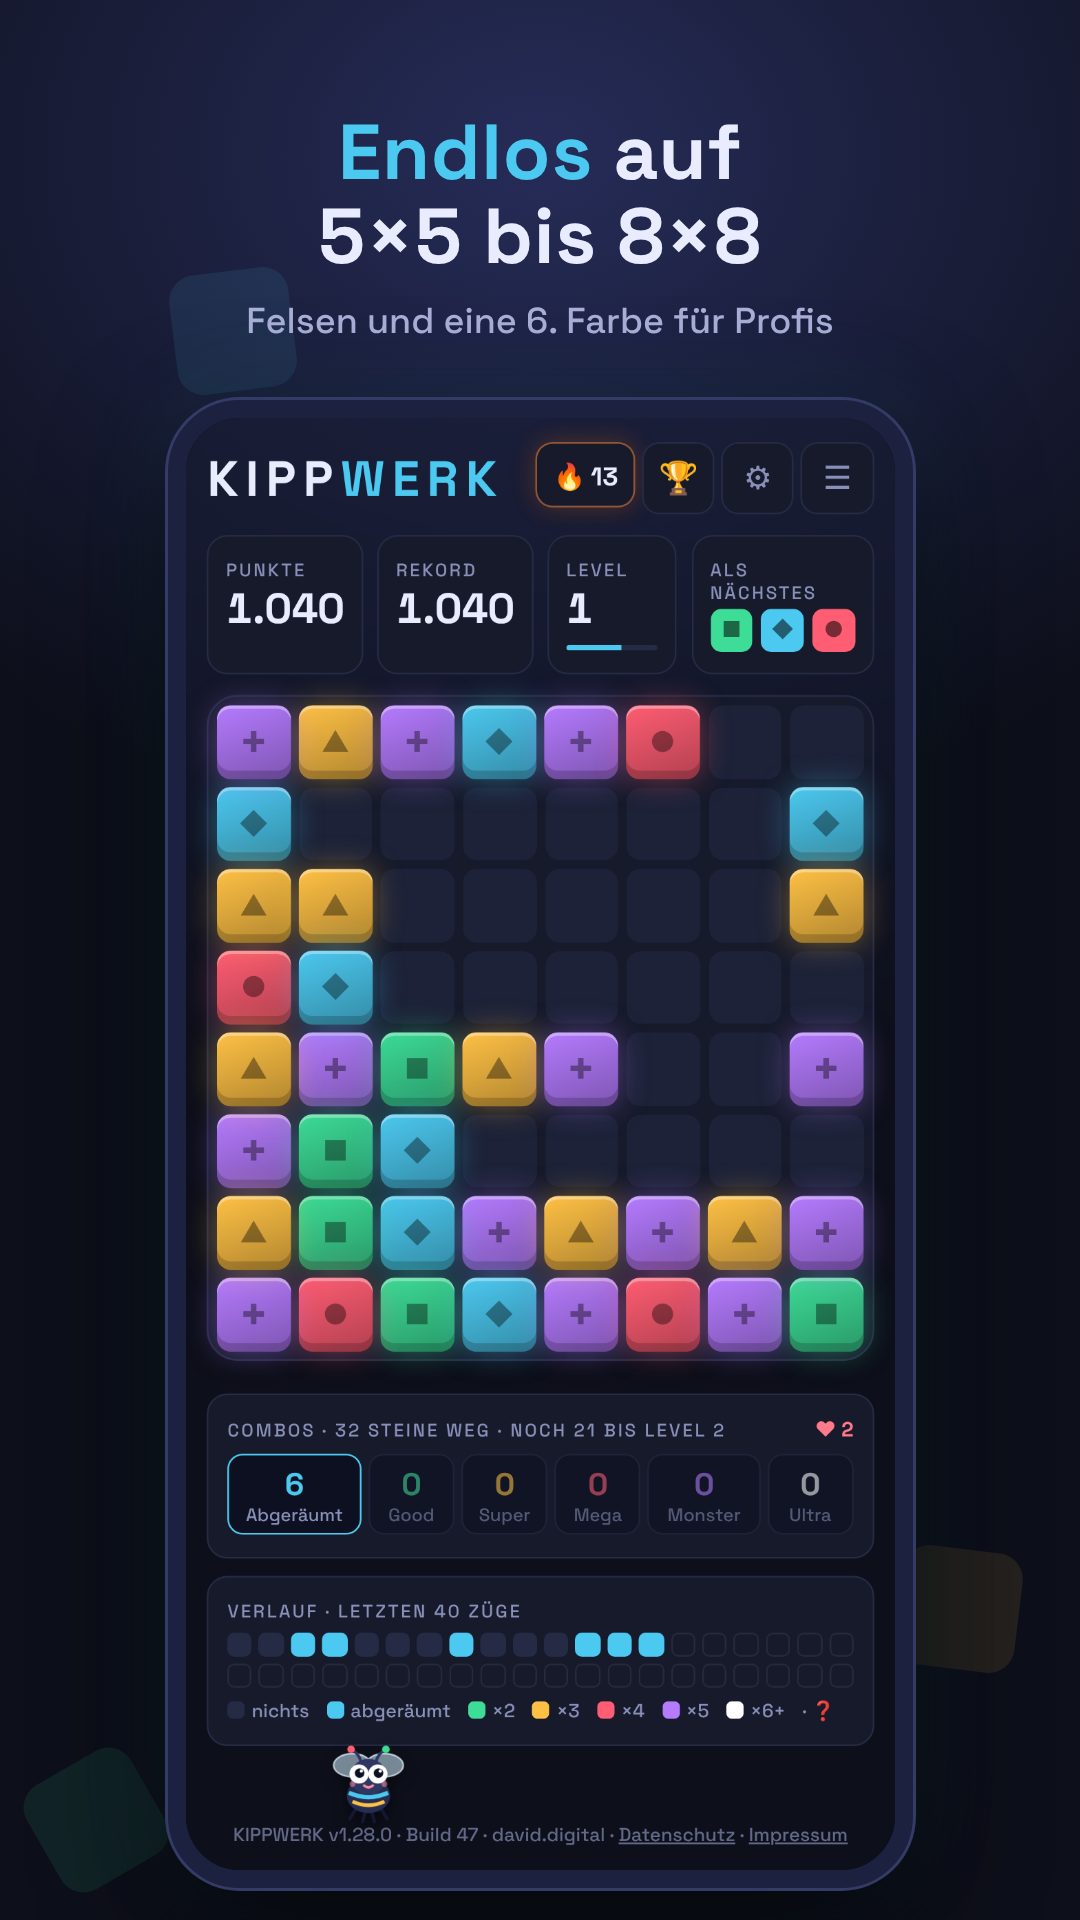 Endlos auf
5×5 bis 8×8
Felsen und eine 6. Farbe für Profis
KIPPWERK
🔥 13 🏆 ⚙ ☰
PUNKTE
1.040
REKORD
1.040
LEVEL
1
ALS
NÄCHSTES
COMBOS · 32 STEINE WEG · NOCH 21 BIS LEVEL 2 ♥ 2
6 0 0 0 0 0
Abgeräumt Good Super Mega Monster Ultra
VERLAUF · LETZTEN 40 ZÜGE
nichts abgeräumt ×2 ×3 ×4 ×5 ×6+ · ❓
KIPPWERK v1.28.0 · Build 47 · david.digital · Datenschutz · Impressum